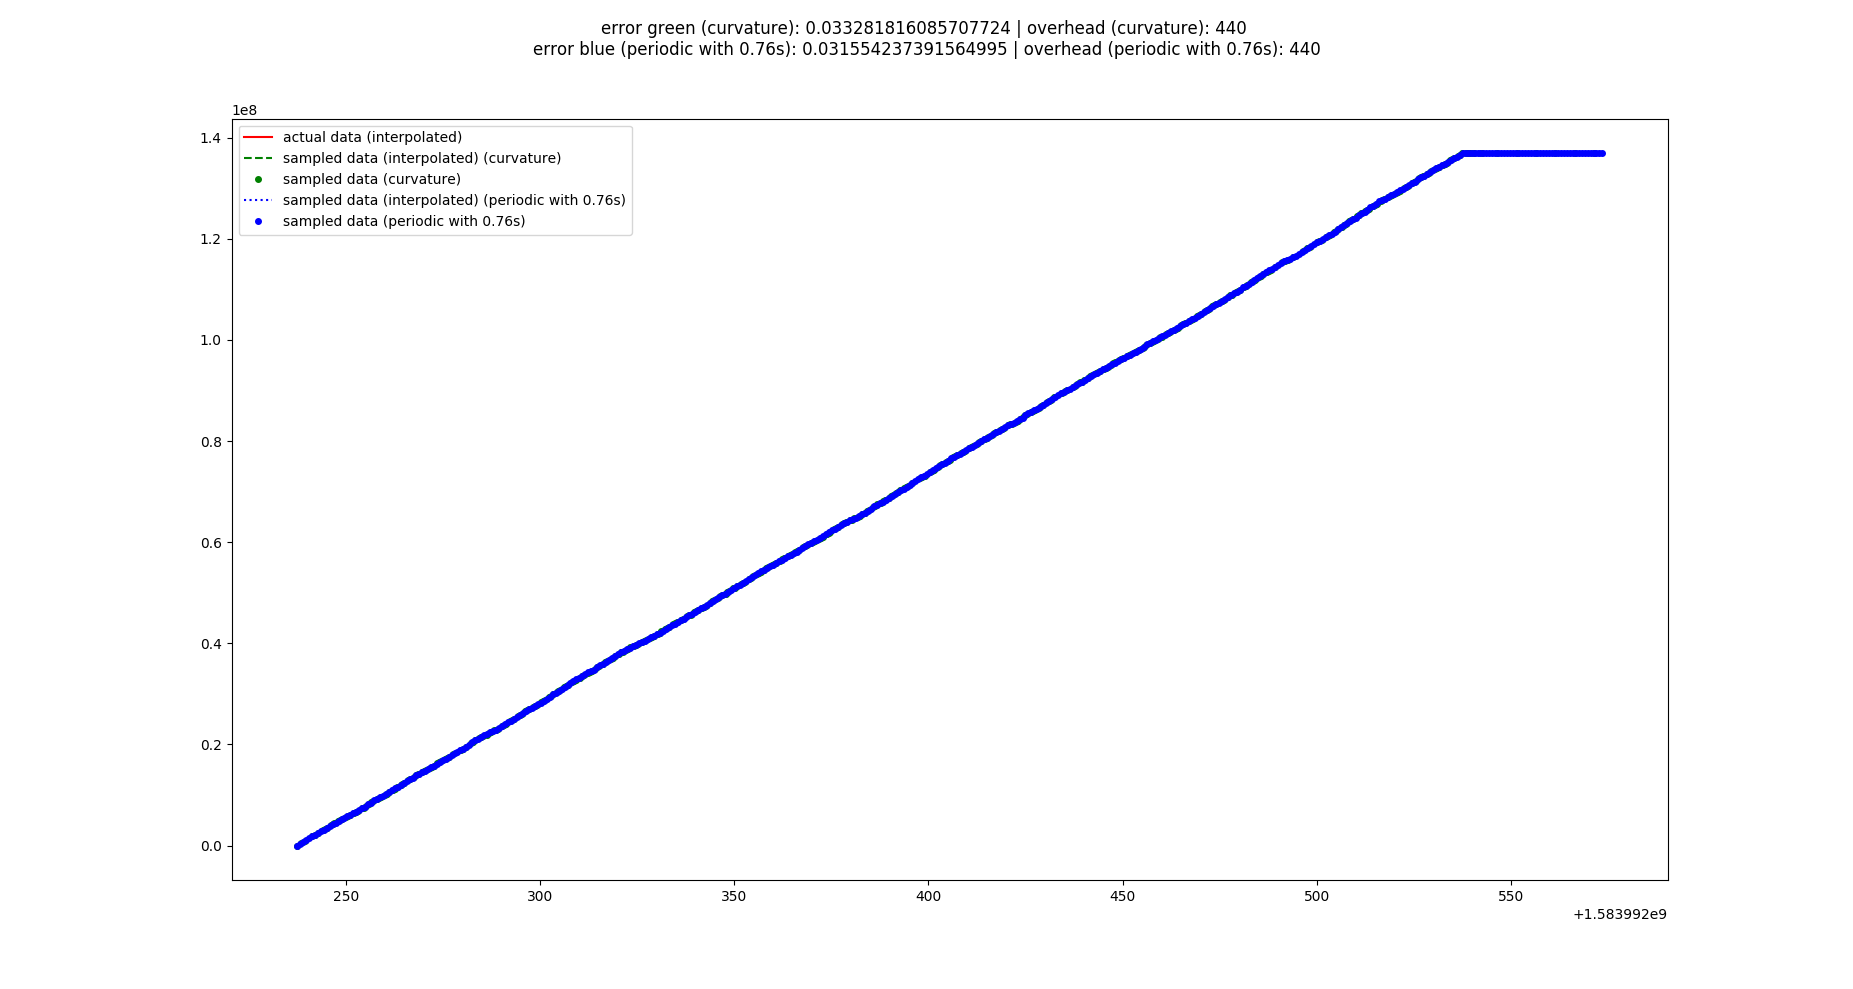 error green (curvature): 0.033281816085707724 | overhead (curvature): 440
error blue (periodic with 0.76s): 0.031554237391564995 | overhead (periodic with 0.76s): 440
1e8
actual data (interpolated)
sampled data (interpolated) (curvature)
sampled data (curvature)
sampled data (interpolated) (periodic with 0.76s)
sampled data (periodic with 0.76s)
1.4
1.2
1.0
0.8
0.6
0.4
0.2
0.0
250 300 350 400 450 500 550
+1.583992e9